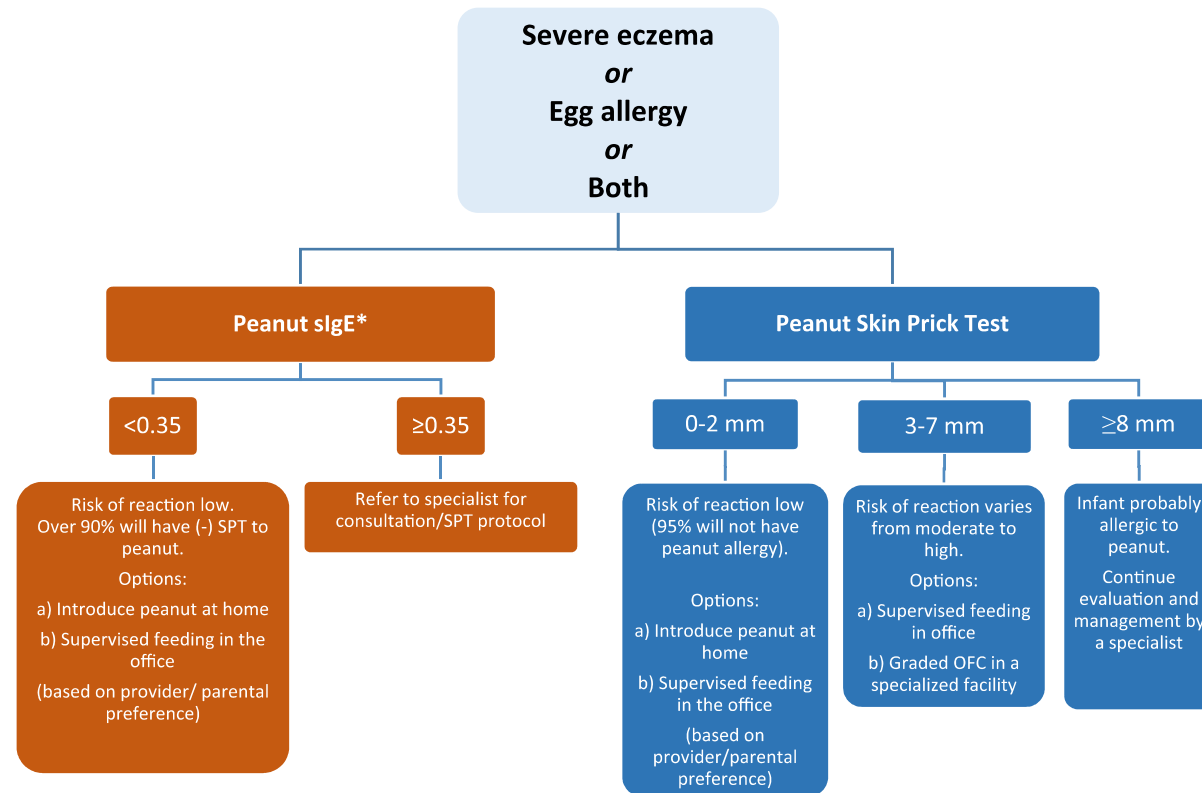 Severe eczema
or
Egg allergy
or
Both
Peanut sIgE*
<0.35
Risk of reaction low.
Over 90% will have (-) SPT to
peanut.
Options:
a) Introduce peanut at home
b) Supervised feeding in the
office
(based on provider/ parental
preference)
≥0.35
Refer to specialist for
consultation/SPT protocol
Peanut Skin Prick Test
0-2 mm
Risk of reaction low
(95% will not have
peanut allergy).
Options:
a) Introduce peanut at
home
b) Supervised feeding
in the office
(based on
provider/parental
preference)
3-7 mm
Risk of reaction varies
from moderate to
high.
Options:
a) Supervised feeding
in office
b) Graded OFC in a
specialized facility
≥8 mm
Infant probably
allergic to
peanut.
Continue
evaluation and
management by
a specialist